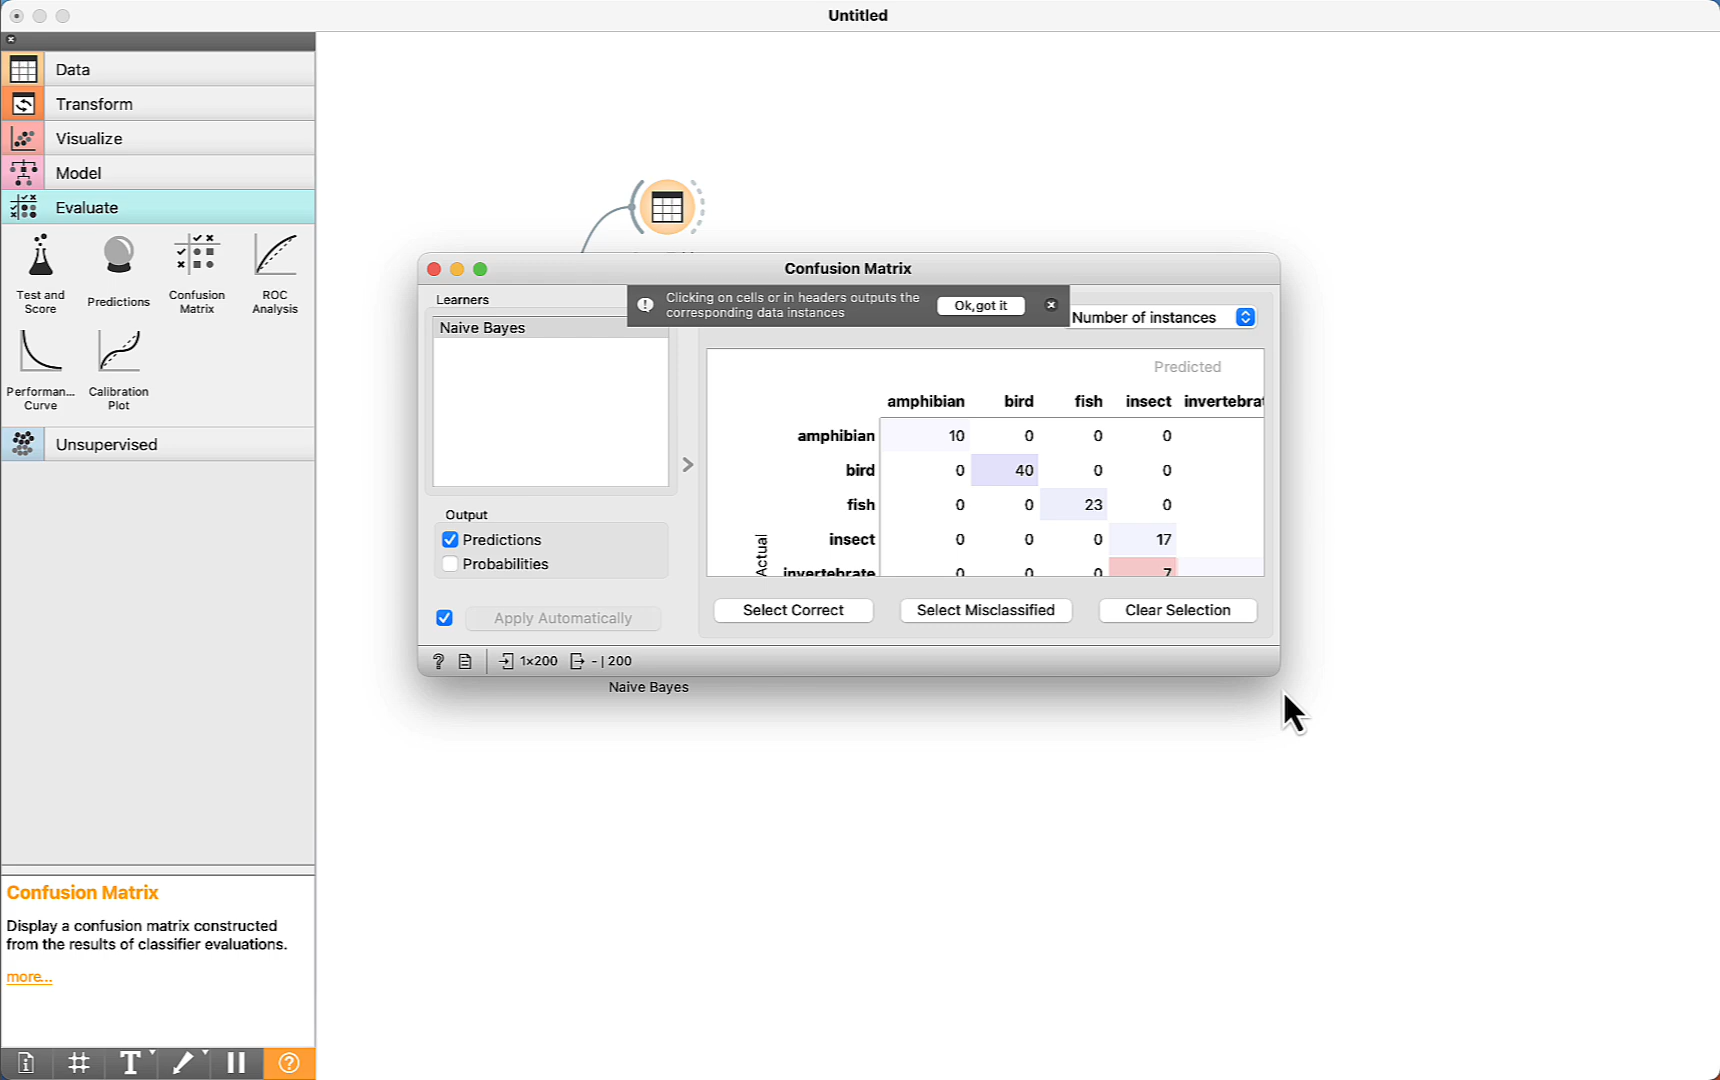 Untitled
Data
Transform
Visualize
Model
Evaluate
Test and
Score
Predictions
Confusion
Matrix
ROC
Analysis
Performan...
Curve
Calibration
Plot
Unsupervised
Confusion Matrix
Display a confusion matrix constructed
from the results of classifier evaluations.
more...
Confusion Matrix
Learners
Clicking on cells or in headers outputs the
corresponding data instances
Ok, got it
Number of instances
Naive Bayes
Predicted
amphibian bird fish insect invertebrat
amphibian 10 0 0 0
bird 0 40 0 0
fish 0 0 23 0
insect 0 0 0 17
invertebrate 0 0 0 7
Actual
Output
Predictions
Probabilities
Apply Automatically
Select Correct
Select Misclassified
Clear Selection
? 1×200 - | 200
Naive Bayes